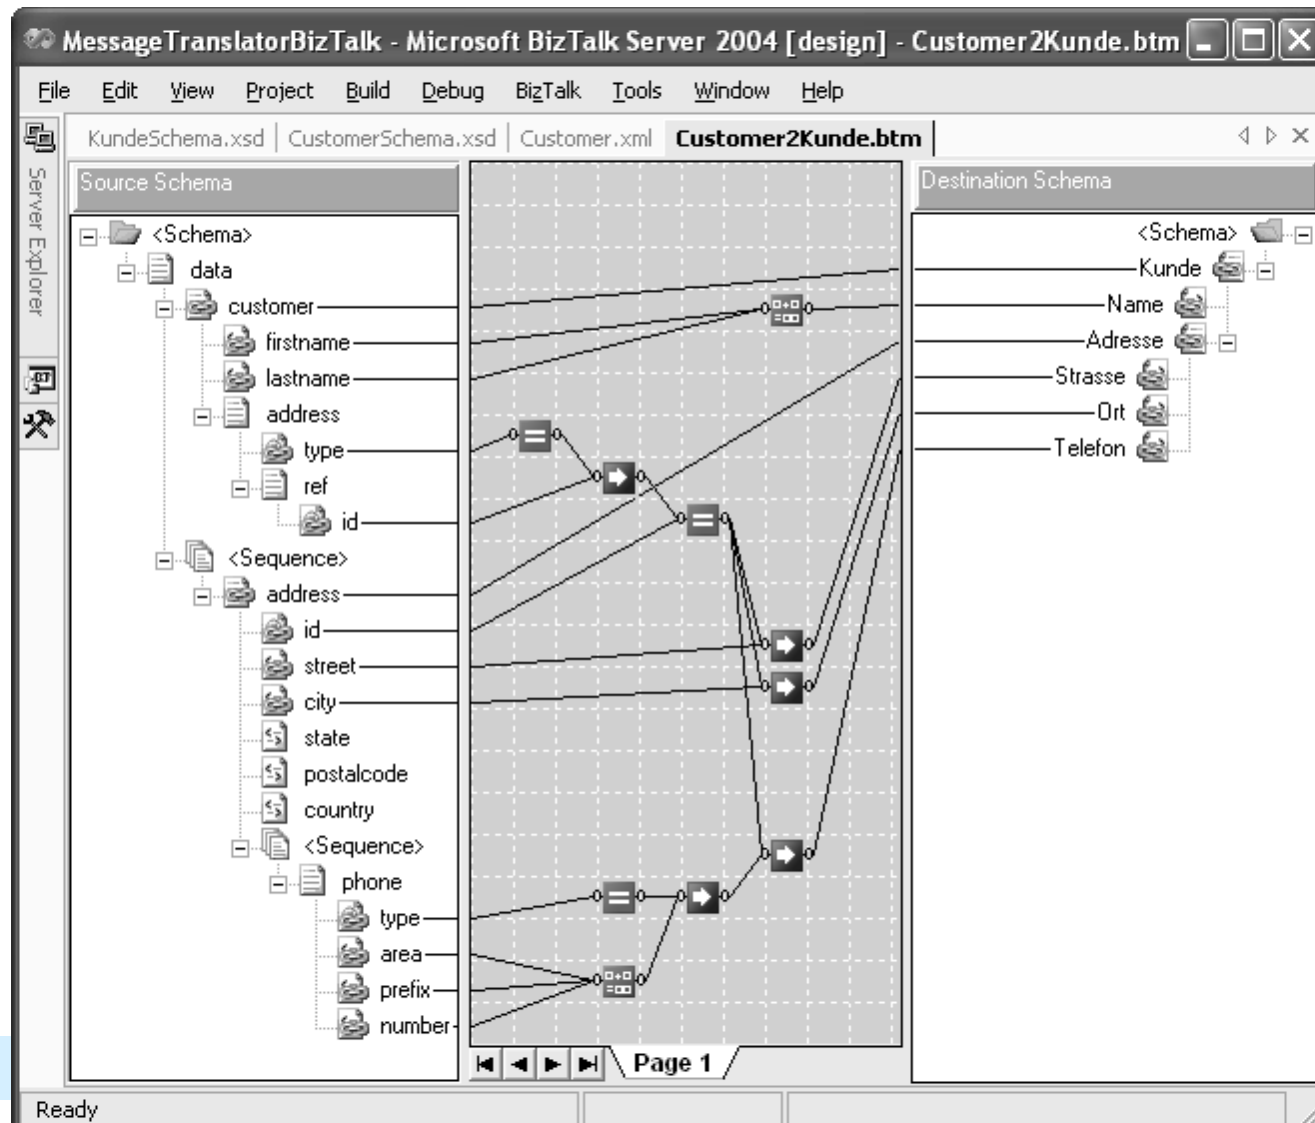 MessageTranslatorBizTalk - Microsoft BizTalk Server 2004 [design] - Customer2Kunde.btm
File Edit View Project Build Debug BizTalk Tools Window Help
KundeSchema.xsd CustomerSchema.xsd Customer.xml Customer2Kunde.btm
Server Explorer
Source Schema
<Schema>
data
customer
firstname
lastname
address
type
ref
id
<Sequence>
address
id
street
city
state
postalcode
country
<Sequence>
phone
type
area
prefix
number
Page 1
Destination Schema
<Schema>
Kunde
Name
Adresse
Strasse
Ort
Telefon
Ready